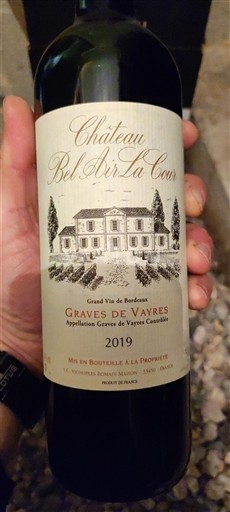 Château
Bel Air La Cour
Grand Vin de Bordeaux
GRAVES DE VAYRES
Appellation Graves de Vayres Contrôlée
2019
MIS EN BOUTEILLE À LA PROPRIÉTÉ
PRODUIT DE FRANCE